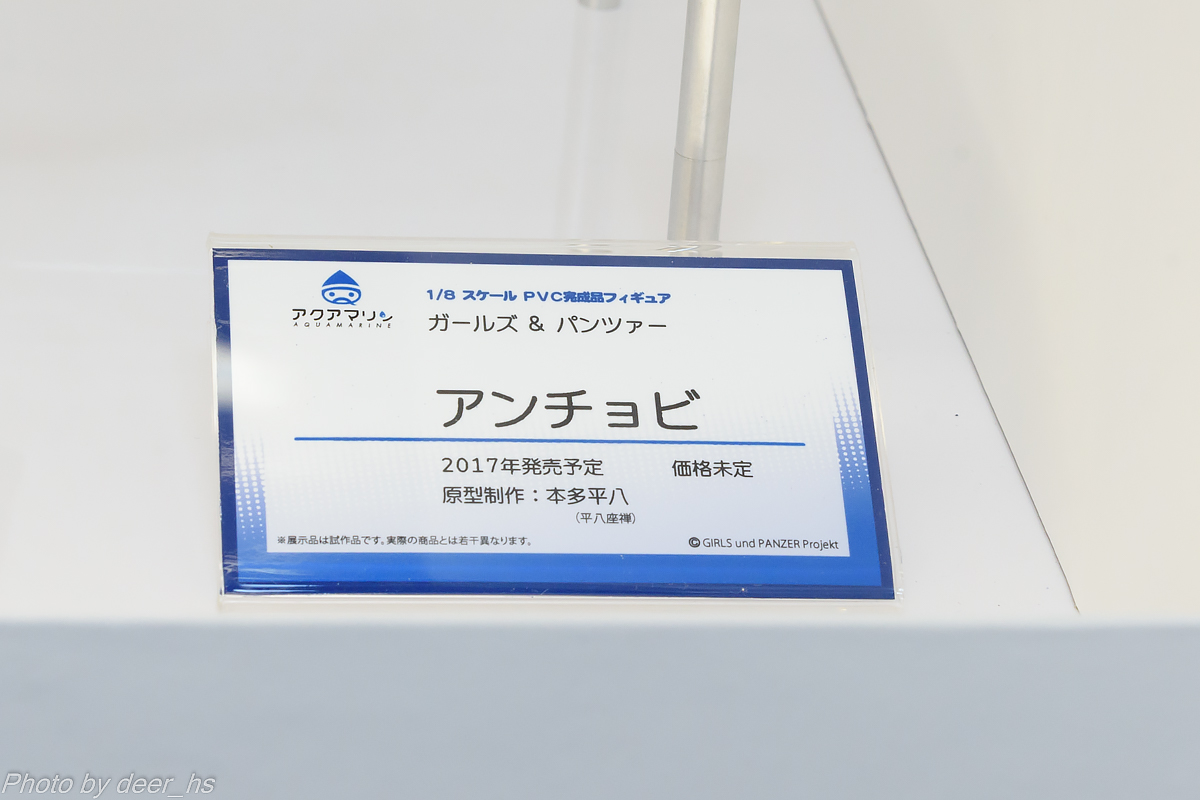 アクアマリン
AQUAMARINE
1/8 スケール PVC完成品フィギュア
ガールズ & パンツァー
アンチョビ
2017年発売予定 価格未定
原型制作：本多平八
（平八座禅）
※展示品は試作品です。実際の商品とは若干異なります。
© GIRLS und PANZER Projekt
Photo by deer_hs